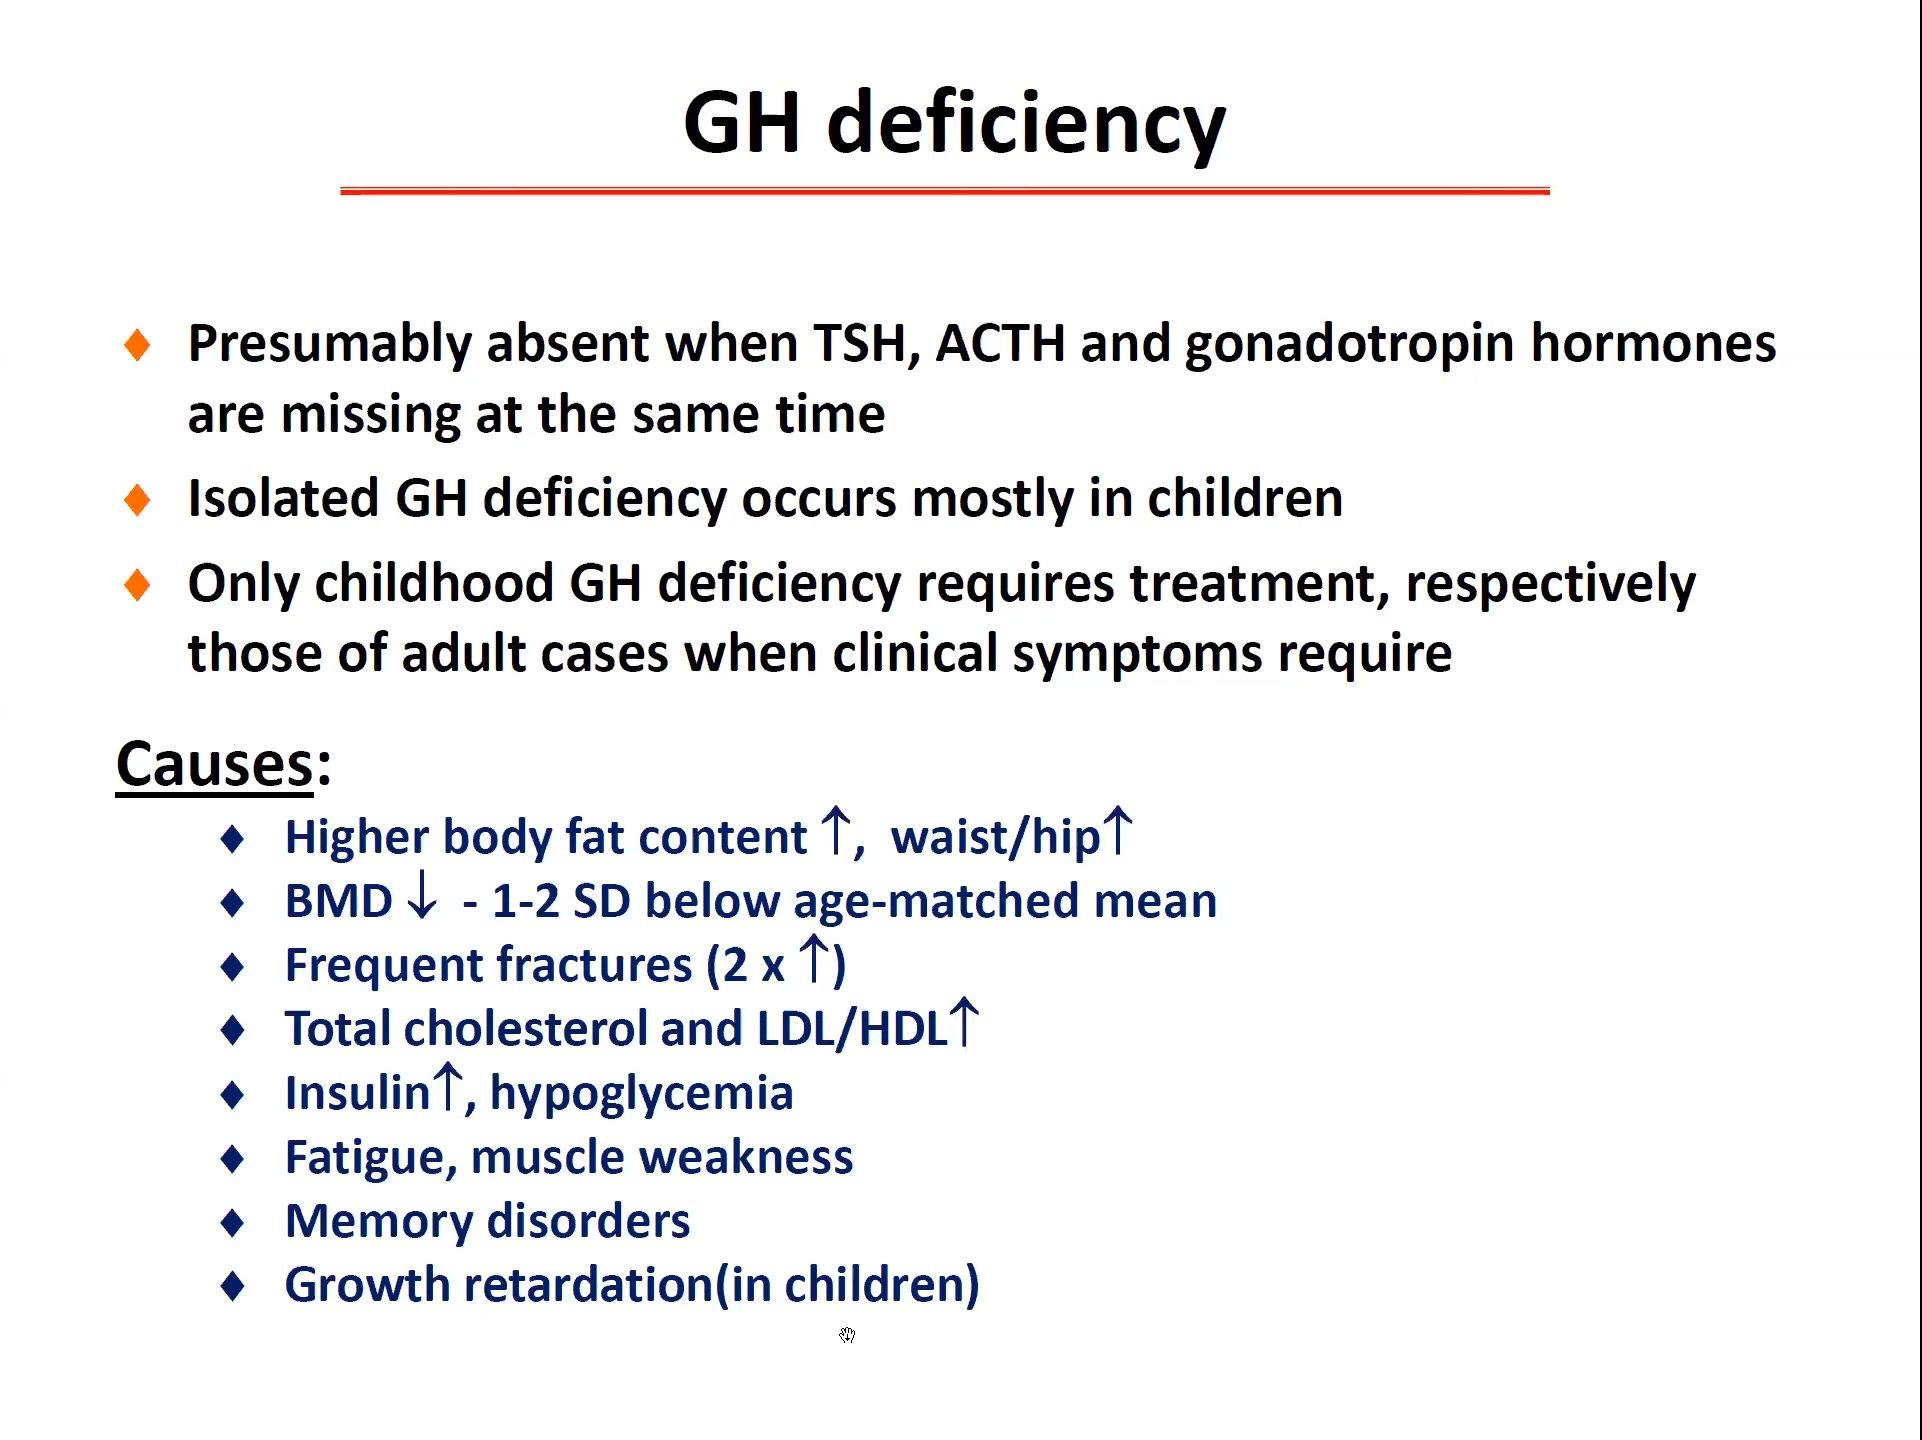 GH deficiency
♦ Presumably absent when TSH, ACTH and gonadotropin hormones
are missing at the same time
♦ Isolated GH deficiency occurs mostly in children
♦ Only childhood GH deficiency requires treatment, respectively
those of adult cases when clinical symptoms require
Causes:
♦ Higher body fat content ↑, waist/hip↑
♦ BMD ↓ - 1-2 SD below age-matched mean
♦ Frequent fractures (2 x ↑)
♦ Total cholesterol and LDL/HDL↑
♦ Insulin↑, hypoglycemia
♦ Fatigue, muscle weakness
♦ Memory disorders
♦ Growth retardation(in children)